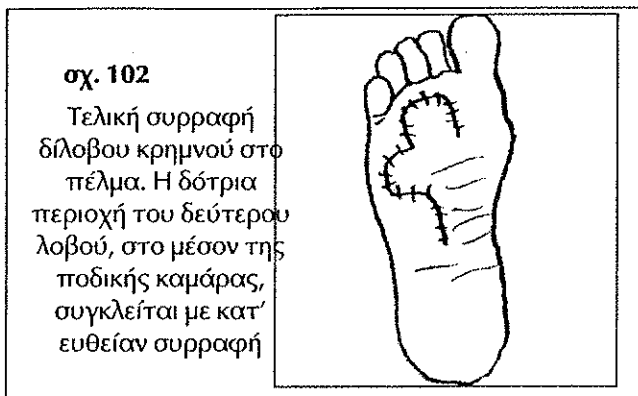 σχ. 102
Τελική συρραφή
δίλοβου κρημνού στο
πέλμα. Η δότρια
περιοχή του δεύτερου
λοβού, στο μέσον της
ποδικής καμάρας,
συγκλείται με κατ’
ευθείαν συρραφή